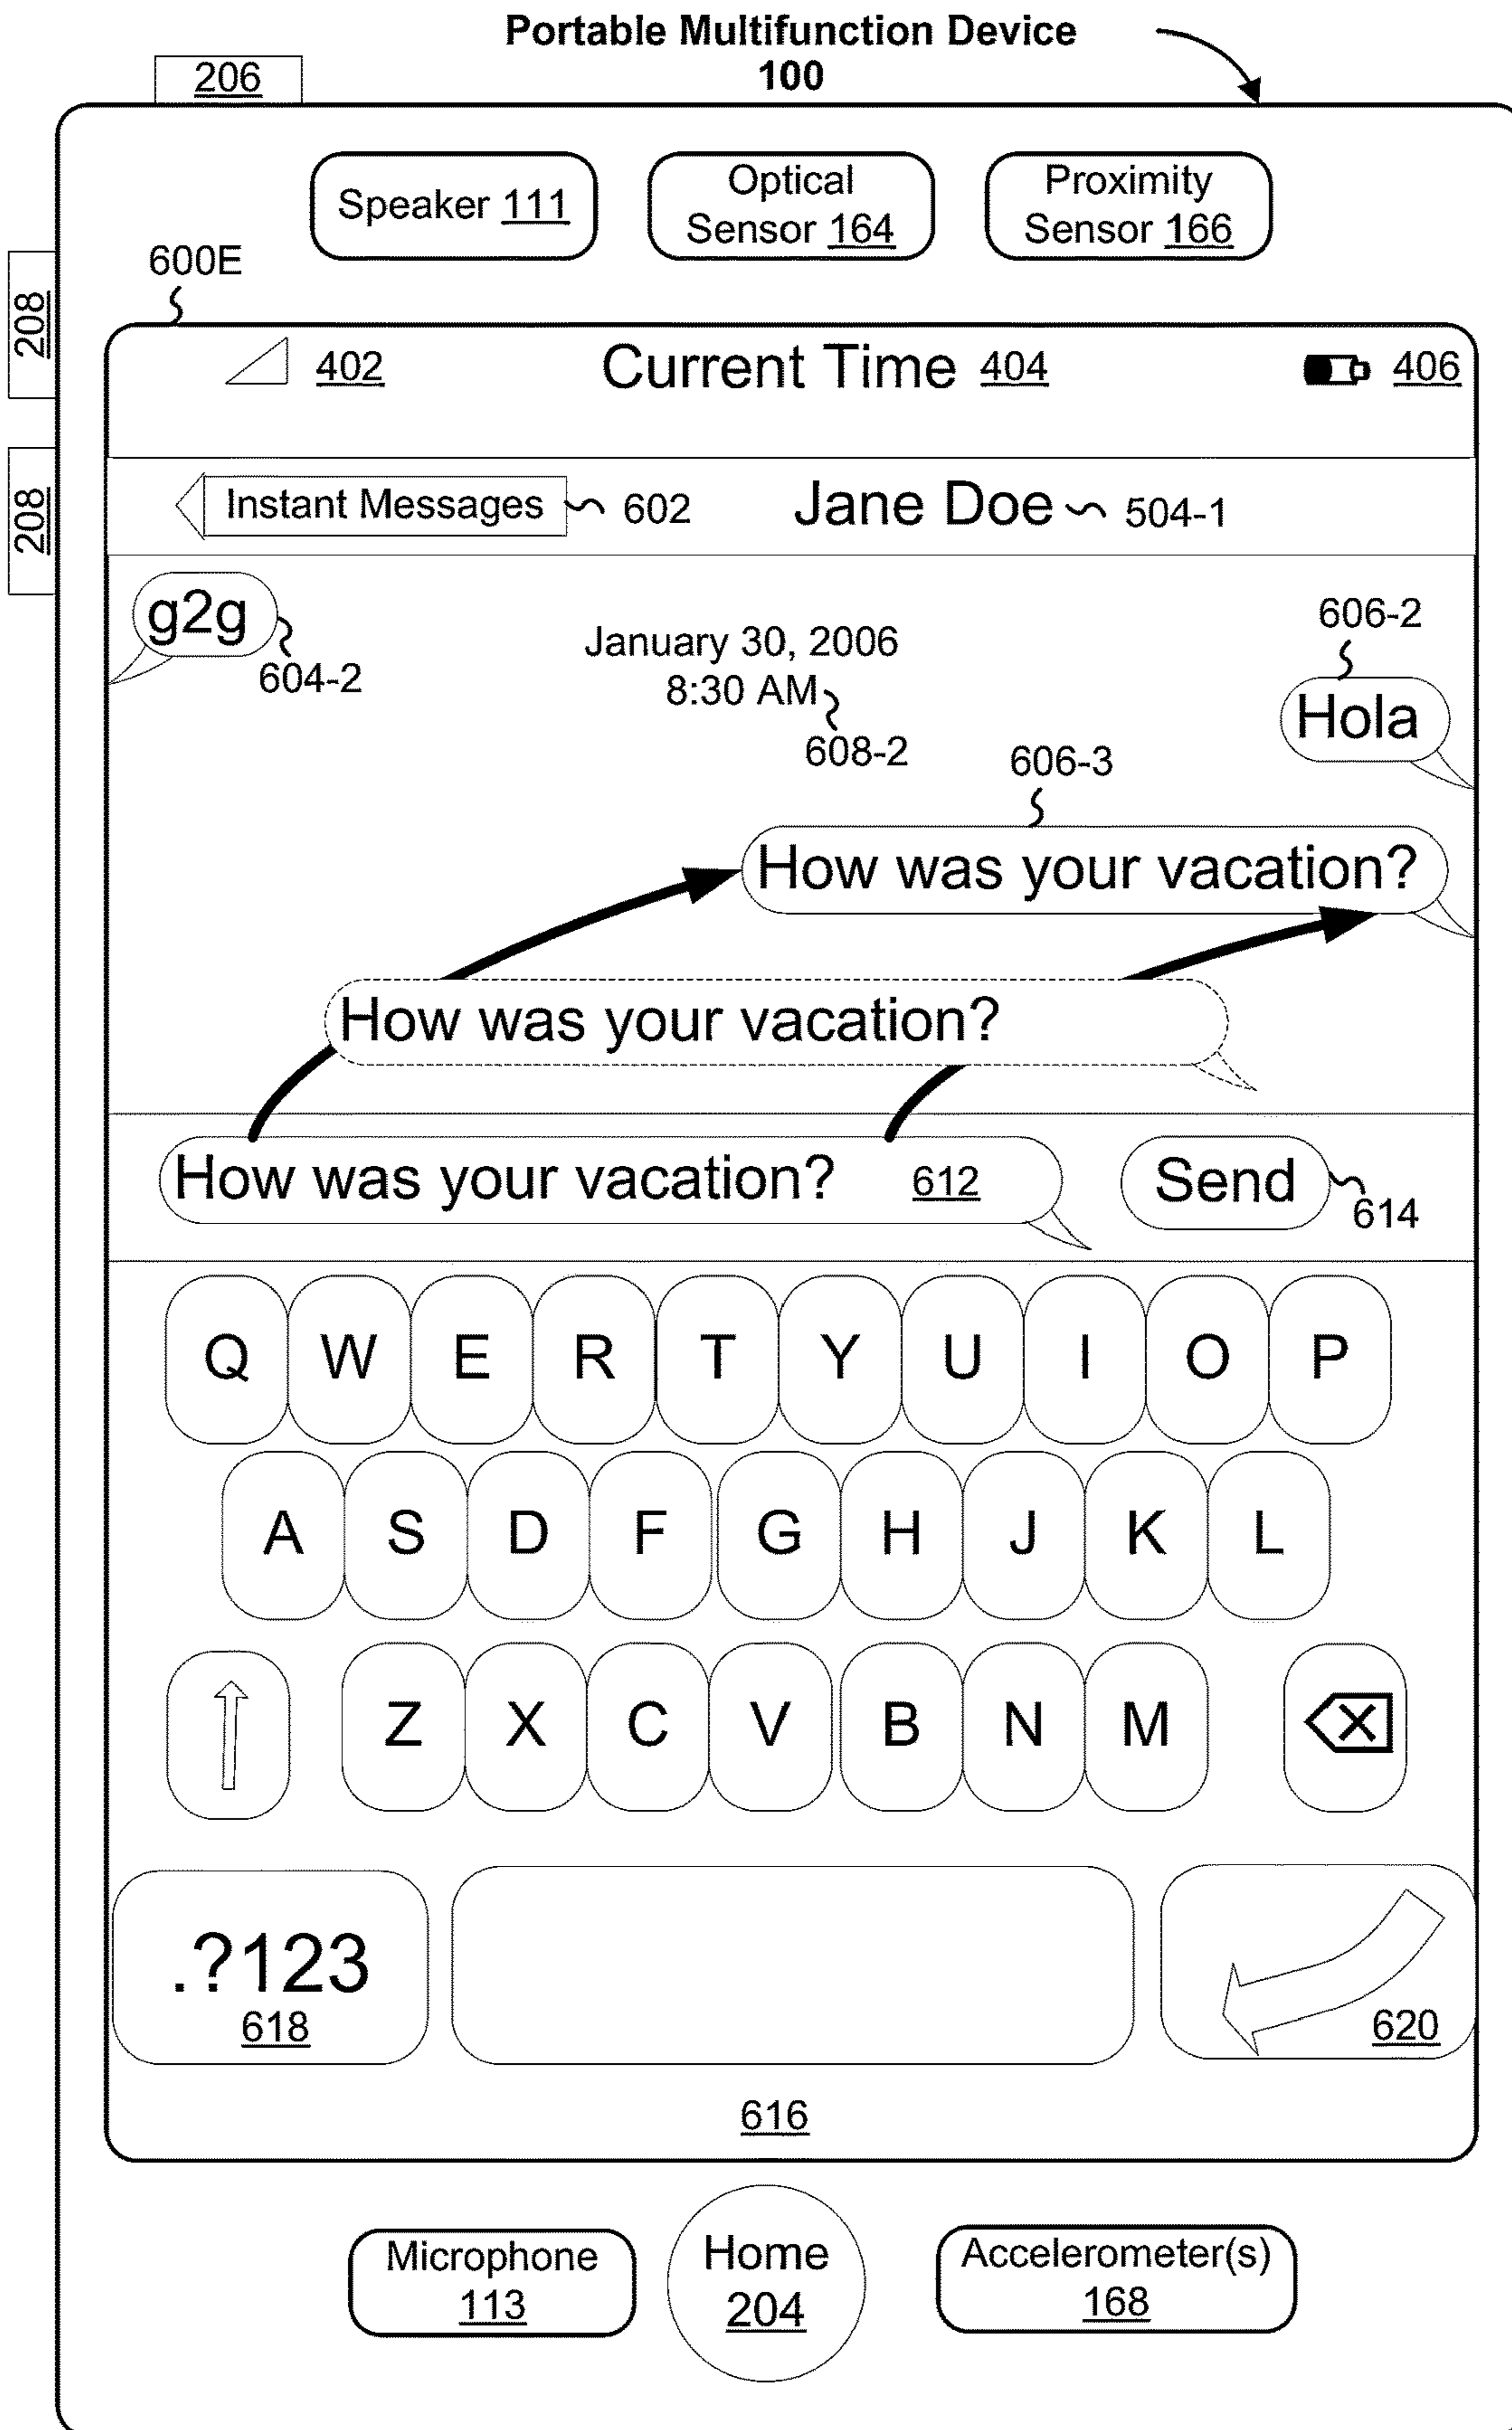 Portable Multifunction Device
100
206
Speaker 111
Optical
Sensor 164
Proximity
Sensor 166
208
208
600E
402
Current Time 404
406
Instant Messages
602
Jane Doe
504-1
g2g
604-2
January 30, 2006
8:30 AM
608-2
606-2
Hola
606-3
How was your vacation?
How was your vacation?
How was your vacation?
612
Send
614
Q W E R T Y U I O P
A S D F G H J K L
Z X C V B N M
.?123
618
620
616
Microphone
113
Home
204
Accelerometer(s)
168